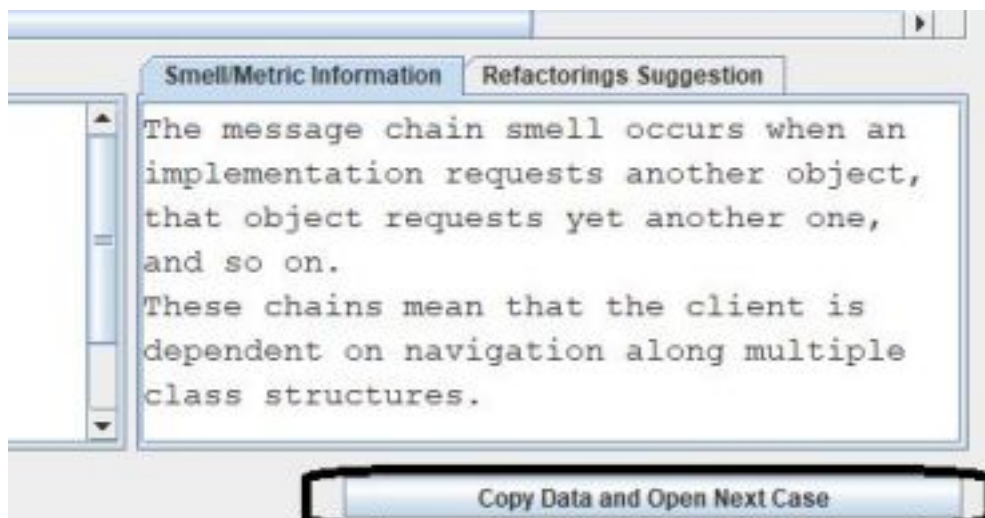 Smell/Metric Information Refactorings Suggestion
The message chain smell occurs when an
implementation requests another object,
that object requests yet another one,
and so on.
These chains mean that the client is
dependent on navigation along multiple
class structures.
Copy Data and Open Next Case